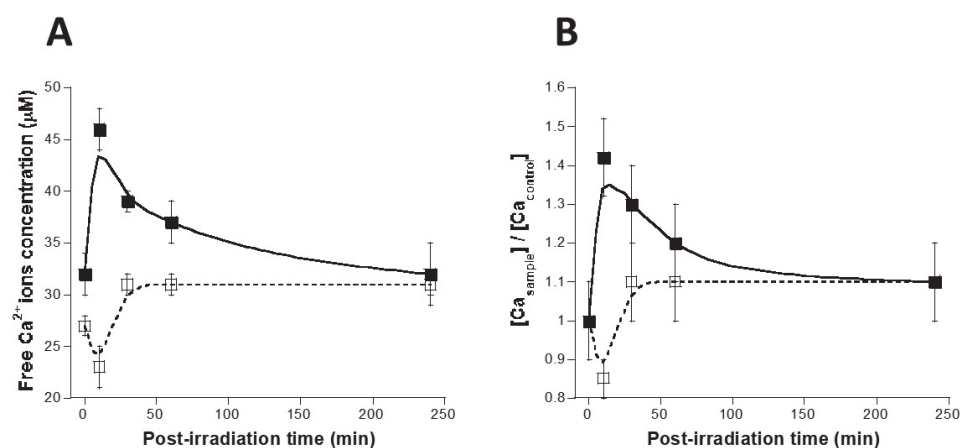 A
B
Free Ca²⁺ ions concentration (μM)
50
45
40
35
30
25
20
0 50 100 150 200 250
Post-irradiation time (min)
[Ca_sample] / [Ca_control]
1.6
1.5
1.4
1.3
1.2
1.1
1
0.9
0.8
0 50 100 150 200 250
Post-irradiation time (min)